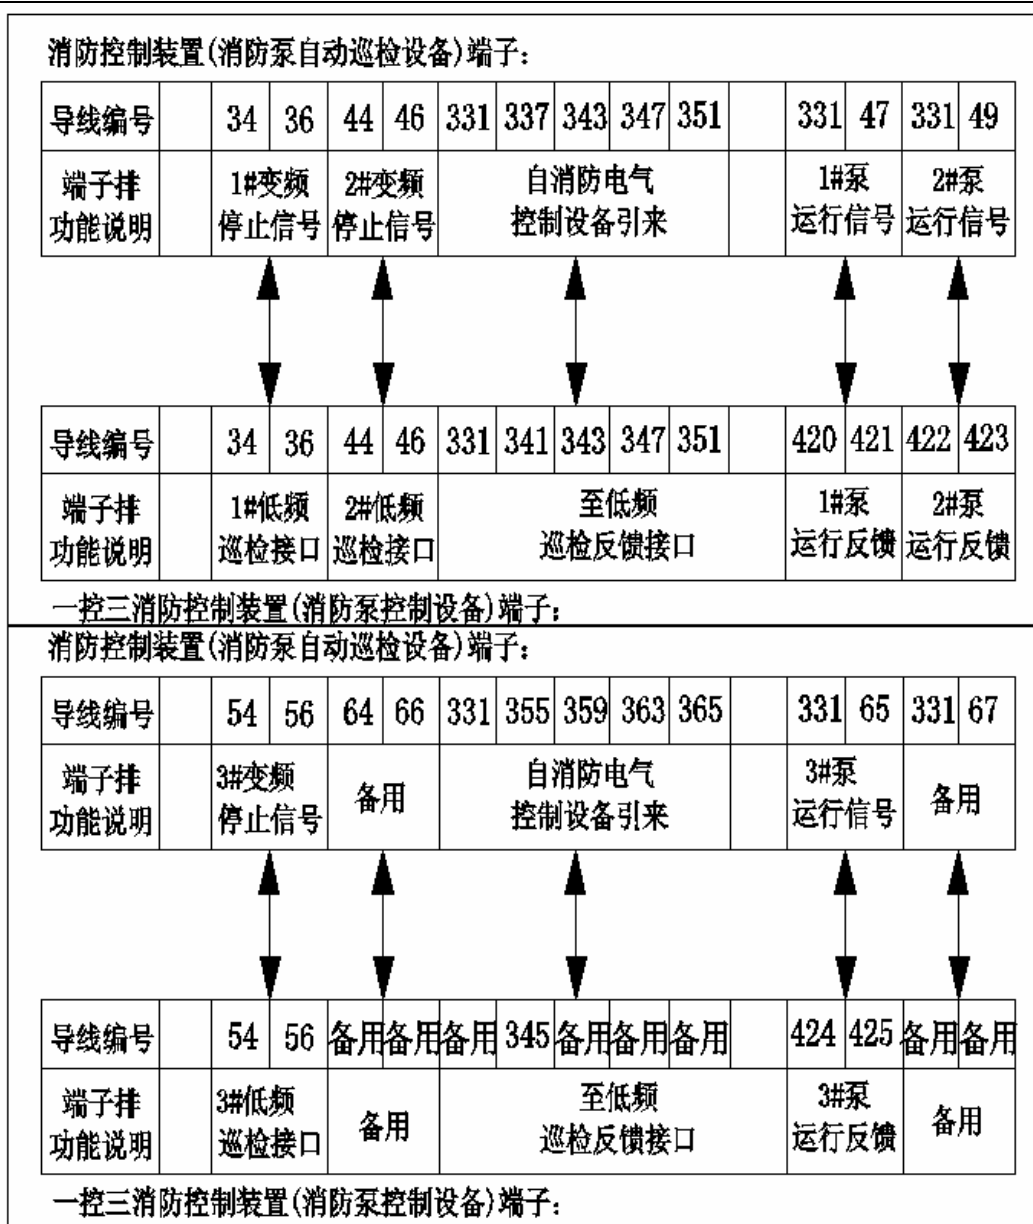 消防控制装置(消防泵自动巡检设备)端子：
导线编号 34 36 44 46 331 337 343 347 351 331 47 331 49
端子排 1#变频 2#变频 自消防电气 1#泵 2#泵
功能说明 停止信号 停止信号 控制设备引来 运行信号 运行信号
导线编号 34 36 44 46 331 341 343 347 351 420 421 422 423
端子排 1#低频 2#低频 至低频 1#泵 2#泵
功能说明 巡检接口 巡检接口 巡检反馈接口 运行反馈 运行反馈
一控三消防控制装置(消防泵控制设备)端子：
消防控制装置(消防泵自动巡检设备)端子：
导线编号 54 56 64 66 331 355 359 363 365 331 65 331 67
端子排 3#变频 备用 自消防电气 3#泵 备用
功能说明 停止信号 控制设备引来 运行信号
导线编号 54 56 备用 备用 备用 345 备用 备用 备用 424 425 备用 备用
端子排 3#低频 备用 至低频 3#泵 备用
功能说明 巡检接口 巡检反馈接口 运行反馈
一控三消防控制装置(消防泵控制设备)端子：